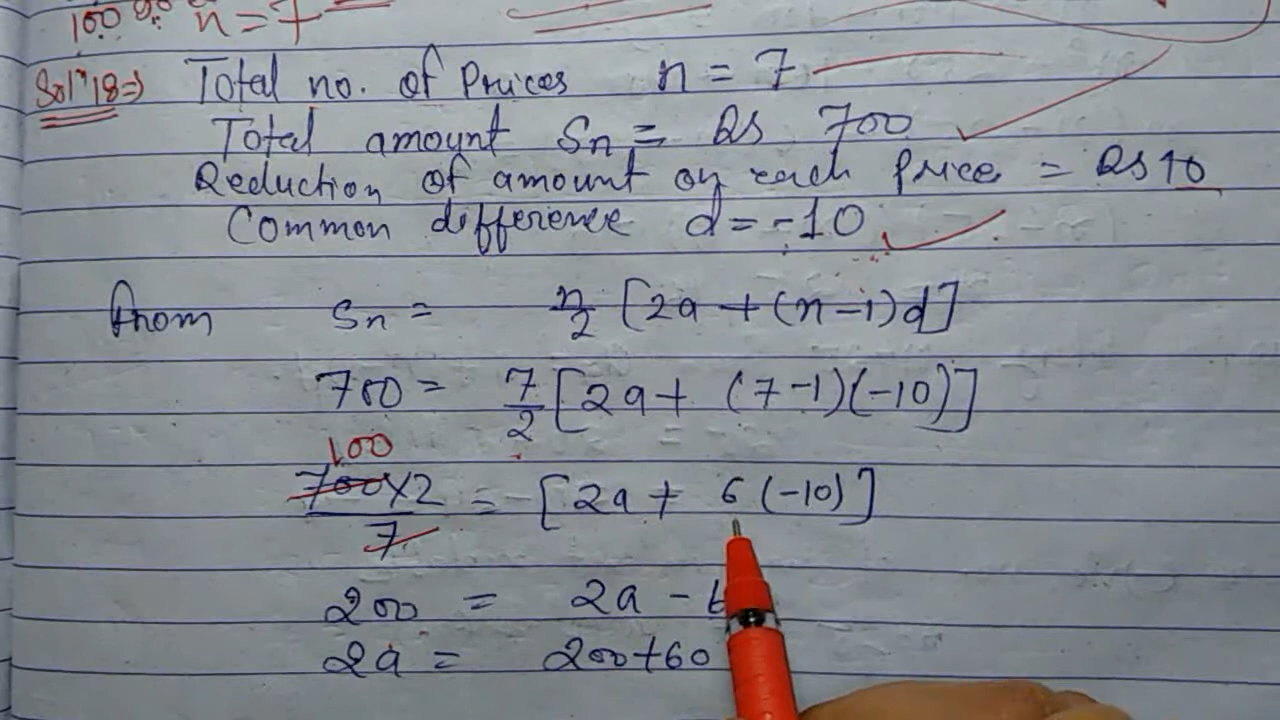 n = 7
Solⁿ 18 ⇒ Total no. of Prices n = 7
Total amount Sn = Rs 700
Reduction of amount on each Price = Rs 10
Common difference d = -10
From Sn = n/2 [2a + (n-1)d]
700 = 7/2 [2a + (7-1)(-10)]
100
700×2/7 = [2a + 6(-10)]
200 = 2a - 6
2a = 200+60